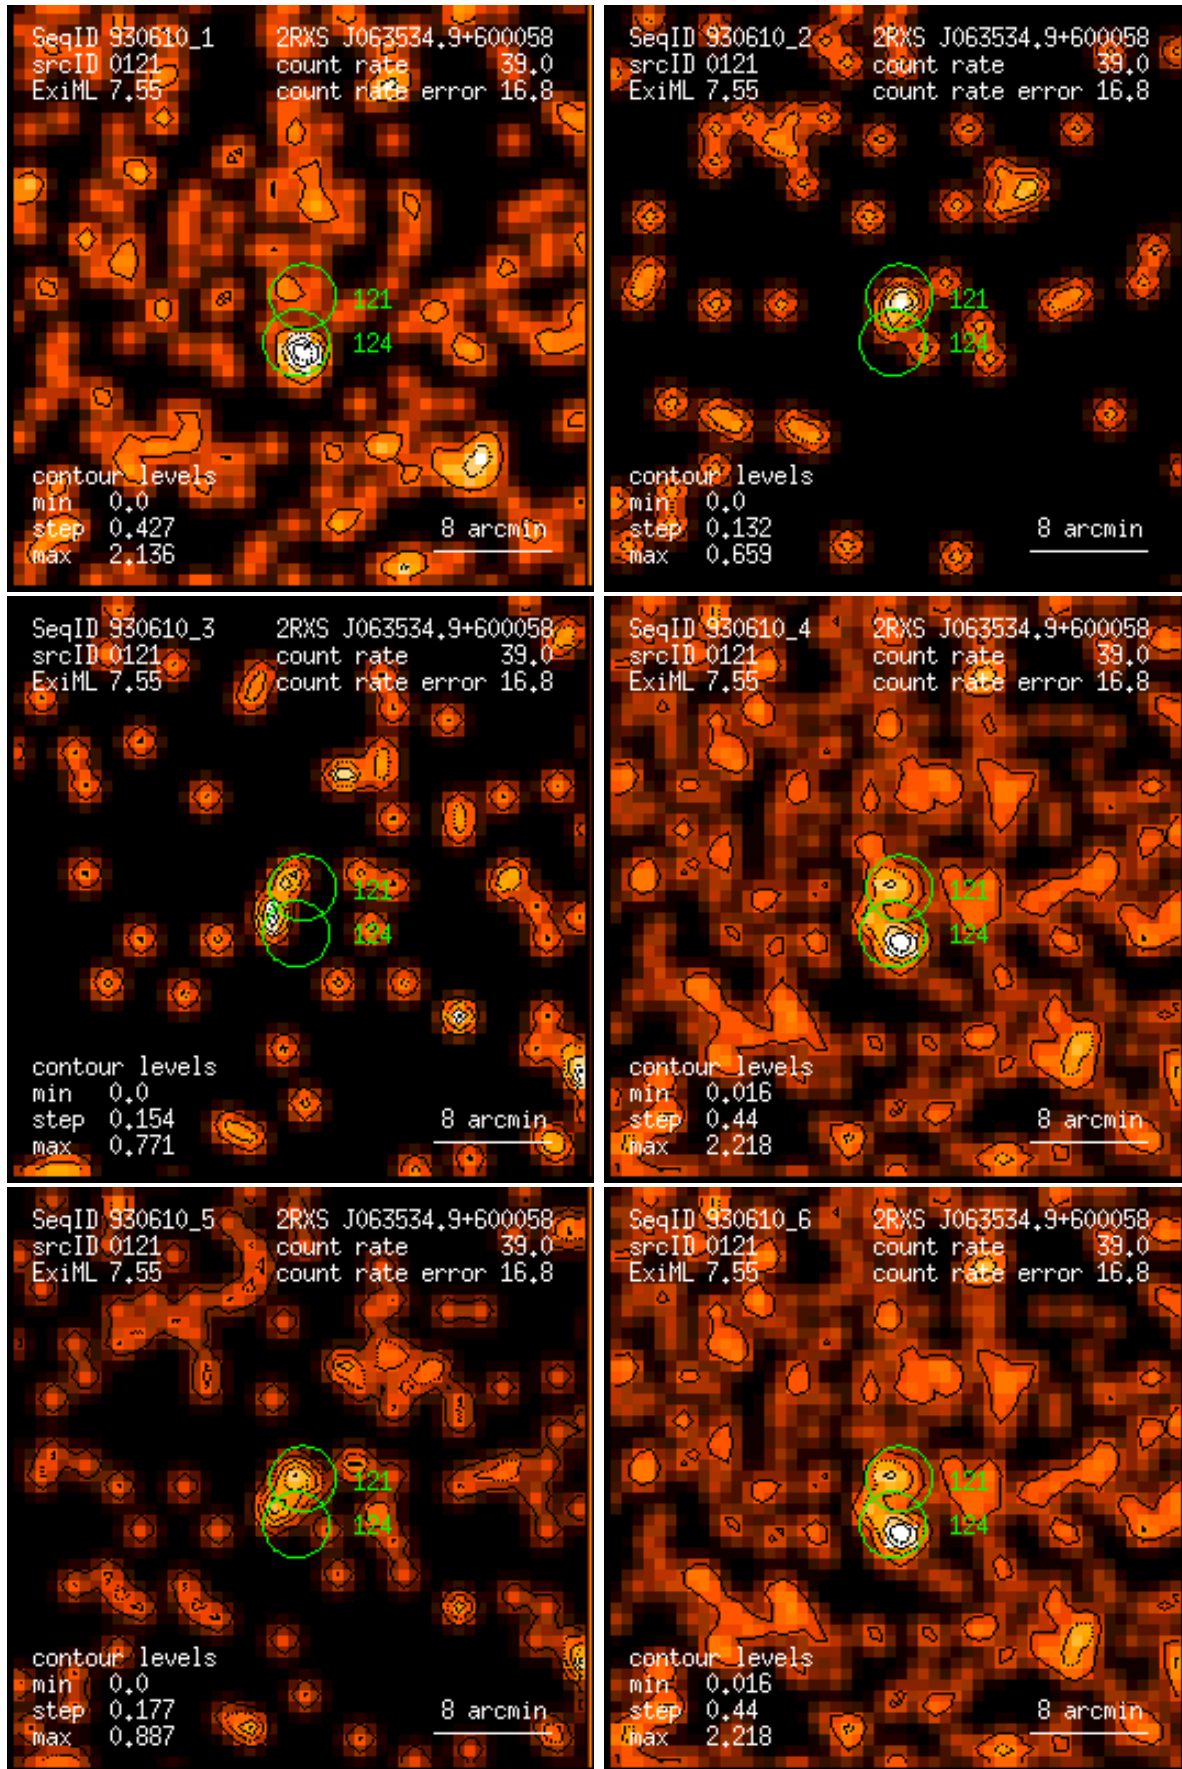 SeqID 930610_1 2RXS J063534.9+600058
srcID 0121 count rate 39.0
ExiML 7.55 count rate error 16.8
121
124
contour levels
min 0.0
step 0.427 8 arcmin
max 2.136
SeqID 930610_2 2RXS J063534.9+600058
srcID 0121 count rate 39.0
ExiML 7.55 count rate error 16.8
121
124
contour levels
min 0.0
step 0.132 8 arcmin
max 0.659
SeqID 930610_3 2RXS J063534.9+600058
srcID 0121 count rate 39.0
ExiML 7.55 count rate error 16.8
121
124
contour levels
min 0.0
step 0.154 8 arcmin
max 0.771
SeqID 930610_4 2RXS J063534.9+600058
srcID 0121 count rate 39.0
ExiML 7.55 count rate error 16.8
121
124
contour levels
min 0.016
step 0.44 8 arcmin
max 2.218
SeqID 930610_5 2RXS J063534.9+600058
srcID 0121 count rate 39.0
ExiML 7.55 count rate error 16.8
121
124
contour levels
min 0.0
step 0.177 8 arcmin
max 0.887
SeqID 930610_6 2RXS J063534.9+600058
srcID 0121 count rate 39.0
ExiML 7.55 count rate error 16.8
121
124
contour levels
min 0.016
step 0.44 8 arcmin
max 2.218